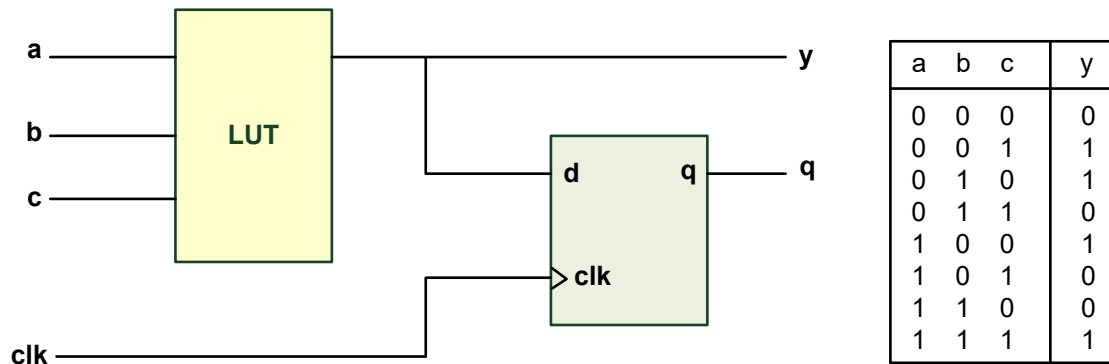 a
b
c
LUT
y
d q
q
clk
clk
a b c y
0 0 0 0
0 0 1 1
0 1 0 1
0 1 1 0
1 0 0 1
1 0 1 0
1 1 0 0
1 1 1 1